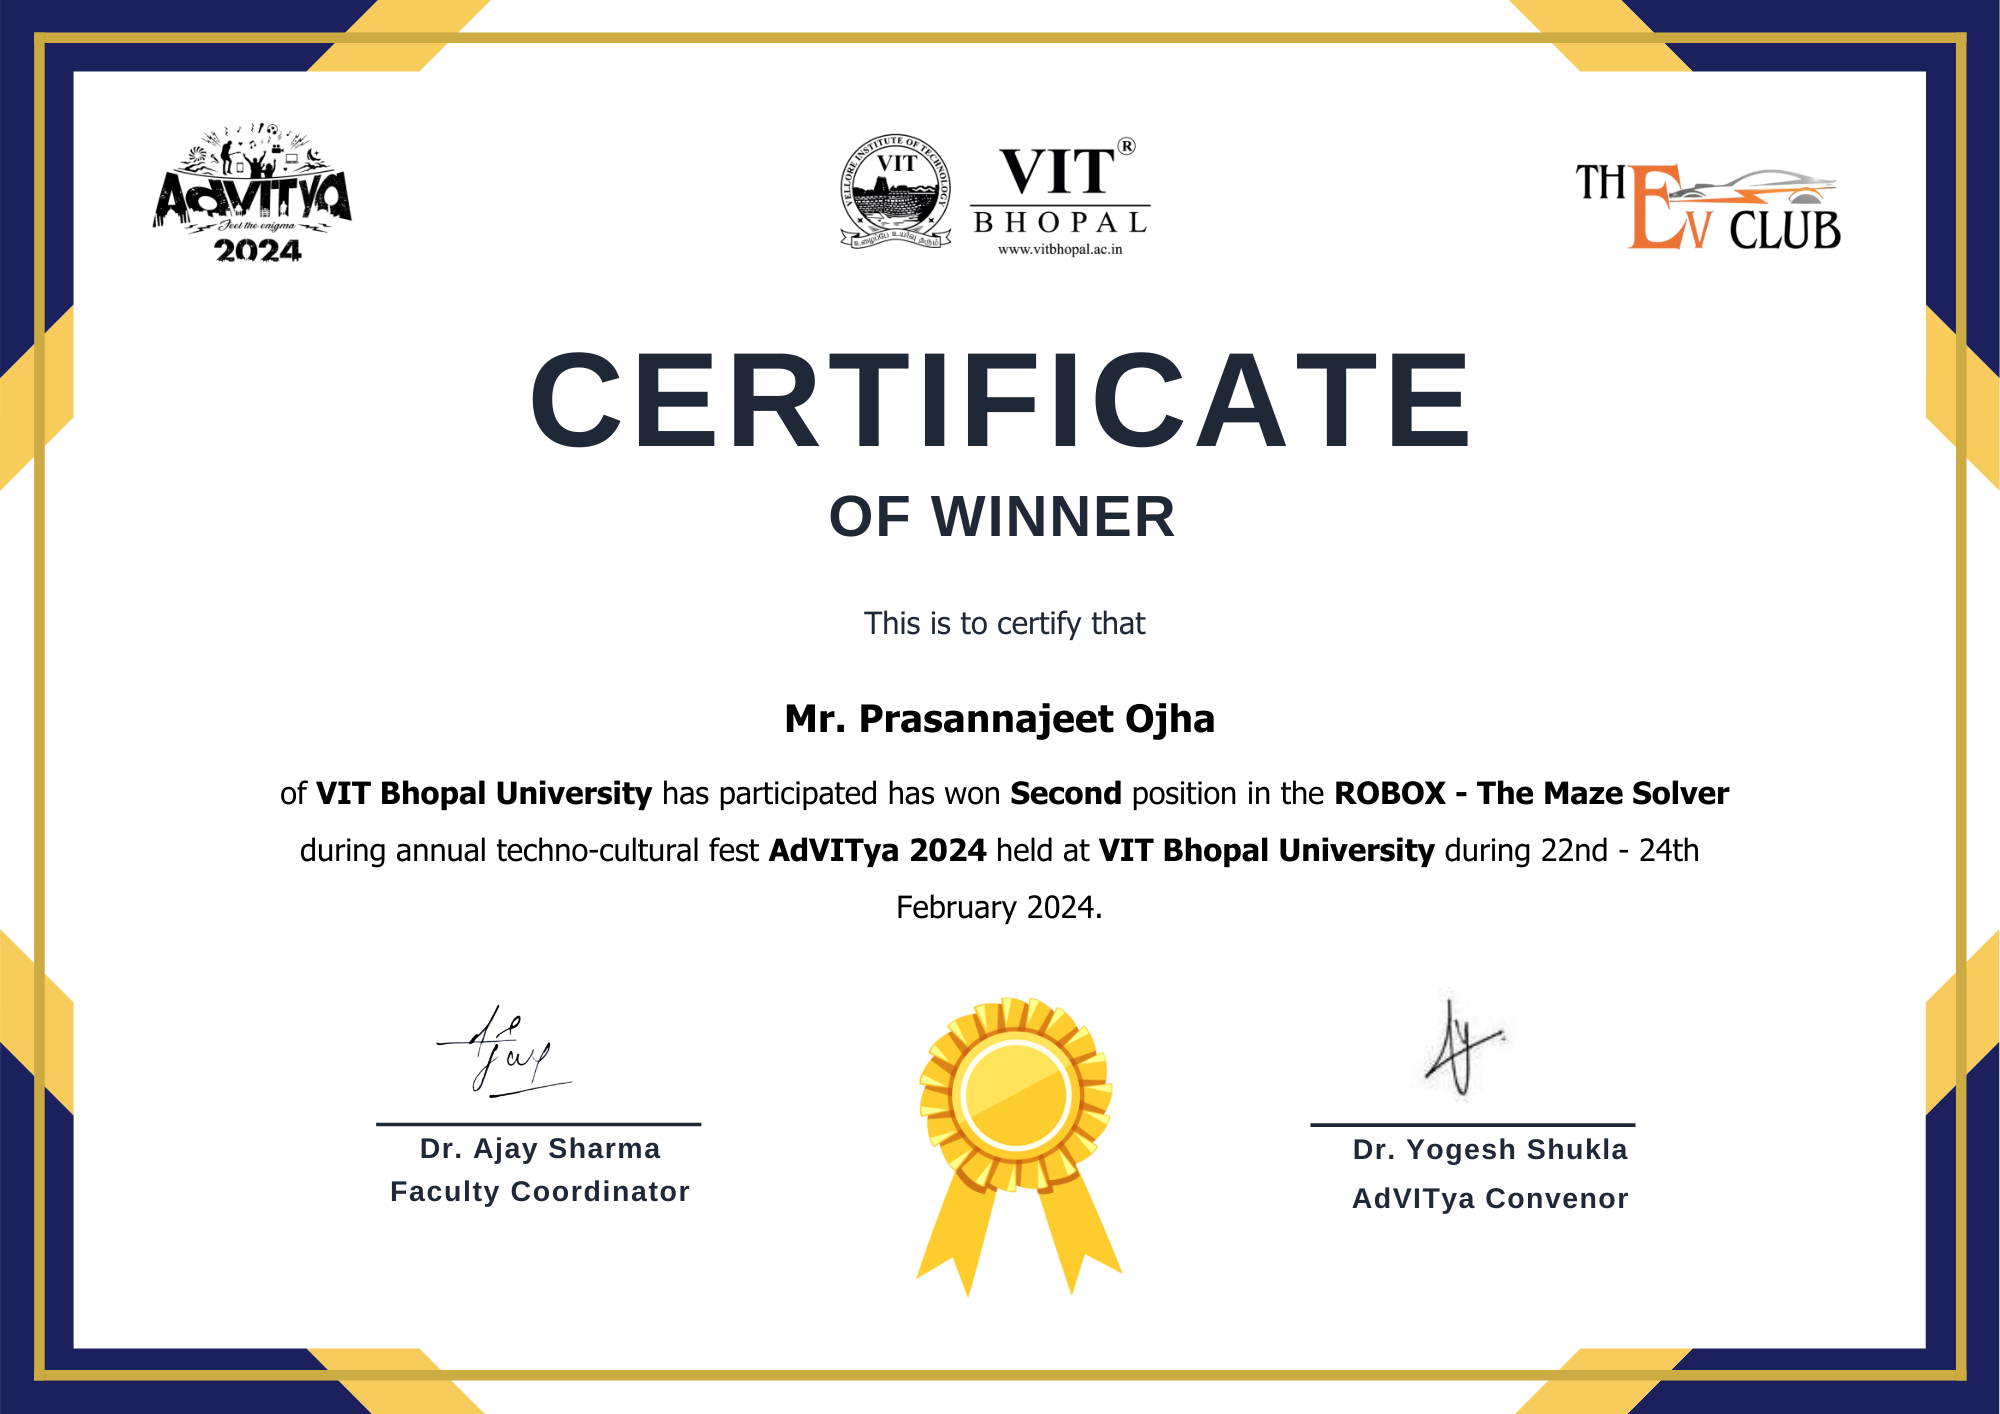 AdVITya
Feel the enigma
2024
VELLORE INSTITUTE OF TECHNOLOGY
VIT
VIT®
BHOPAL
www.vitbhopal.ac.in
THE EV CLUB
CERTIFICATE
OF WINNER
This is to certify that
Mr. Prasannajeet Ojha
of VIT Bhopal University has participated has won Second position in the ROBOX - The Maze Solver
during annual techno-cultural fest AdVITya 2024 held at VIT Bhopal University during 22nd - 24th
February 2024.
Ajay
Dr. Ajay Sharma
Faculty Coordinator
Dr. Yogesh Shukla
AdVITya Convenor